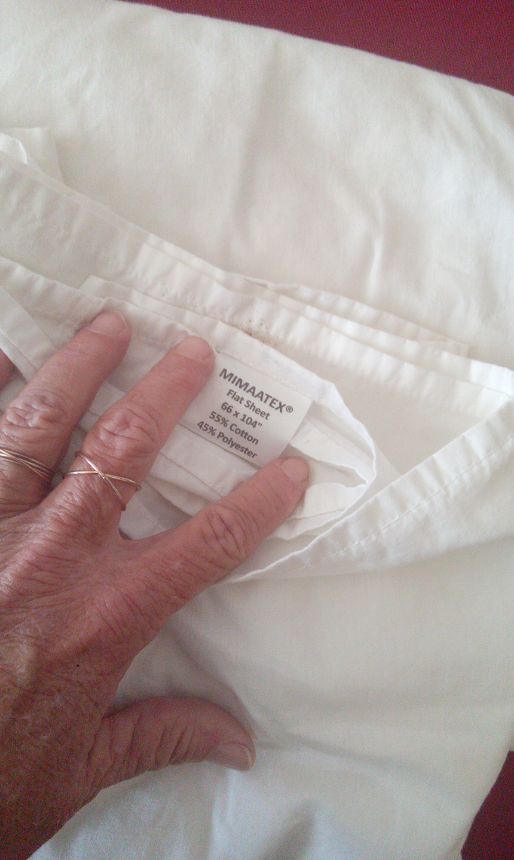 MIMAATEX®
Flat Sheet
66 x 104"
55% Cotton
45% Polyester